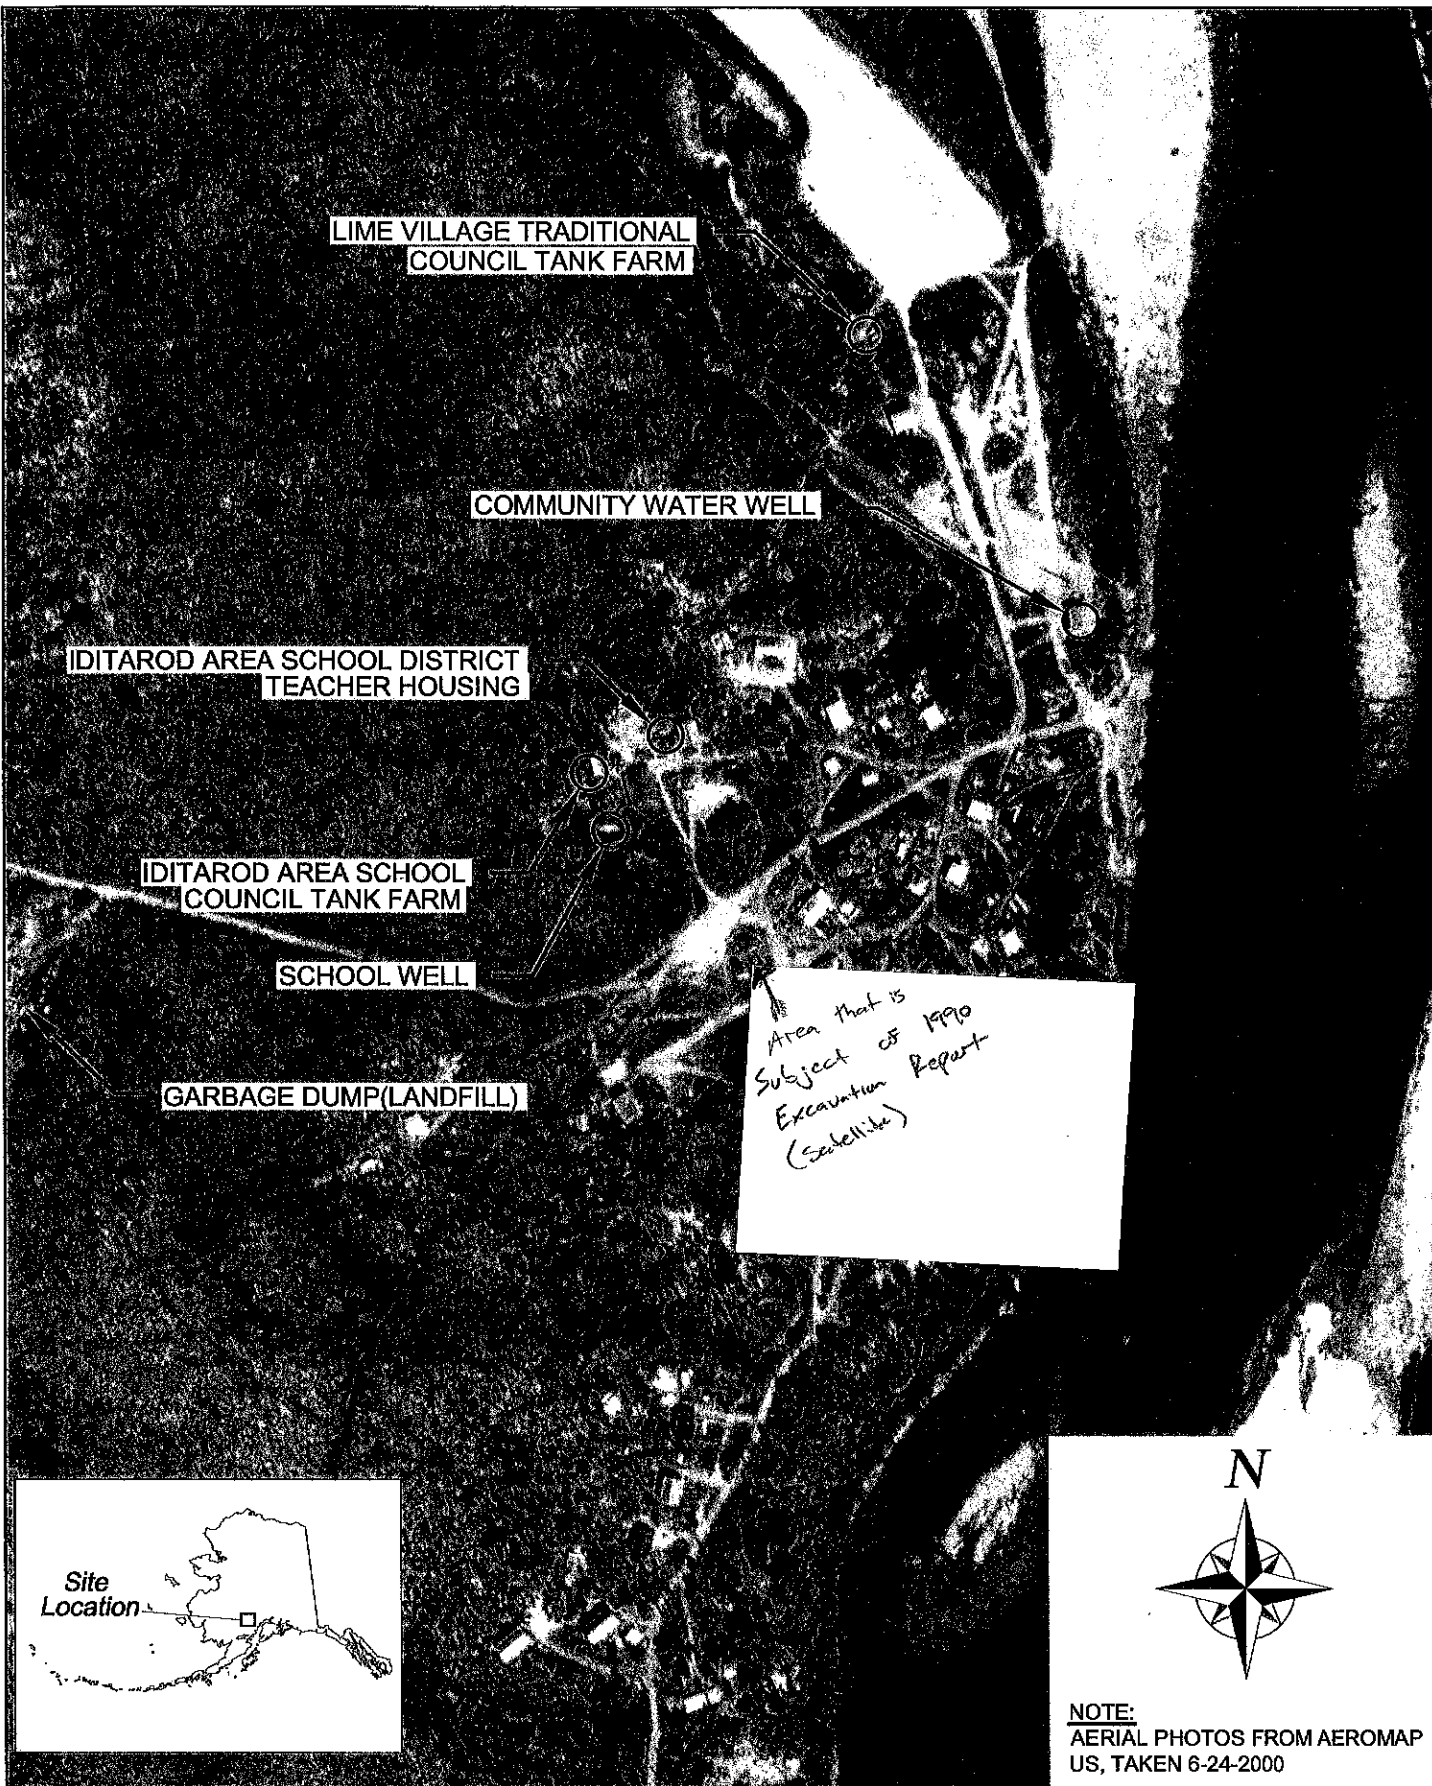 LIME VILLAGE TRADITIONAL
COUNCIL TANK FARM
COMMUNITY WATER WELL
IDITAROD AREA SCHOOL DISTRICT
TEACHER HOUSING
IDITAROD AREA SCHOOL
COUNCIL TANK FARM
SCHOOL WELL
GARBAGE DUMP(LANDFILL)
Area that is
Subject of 1990
Excavation Report
(Satellite)
Site
Location
N
NOTE:
AERIAL PHOTOS FROM AEROMAP
US, TAKEN 6-24-2000